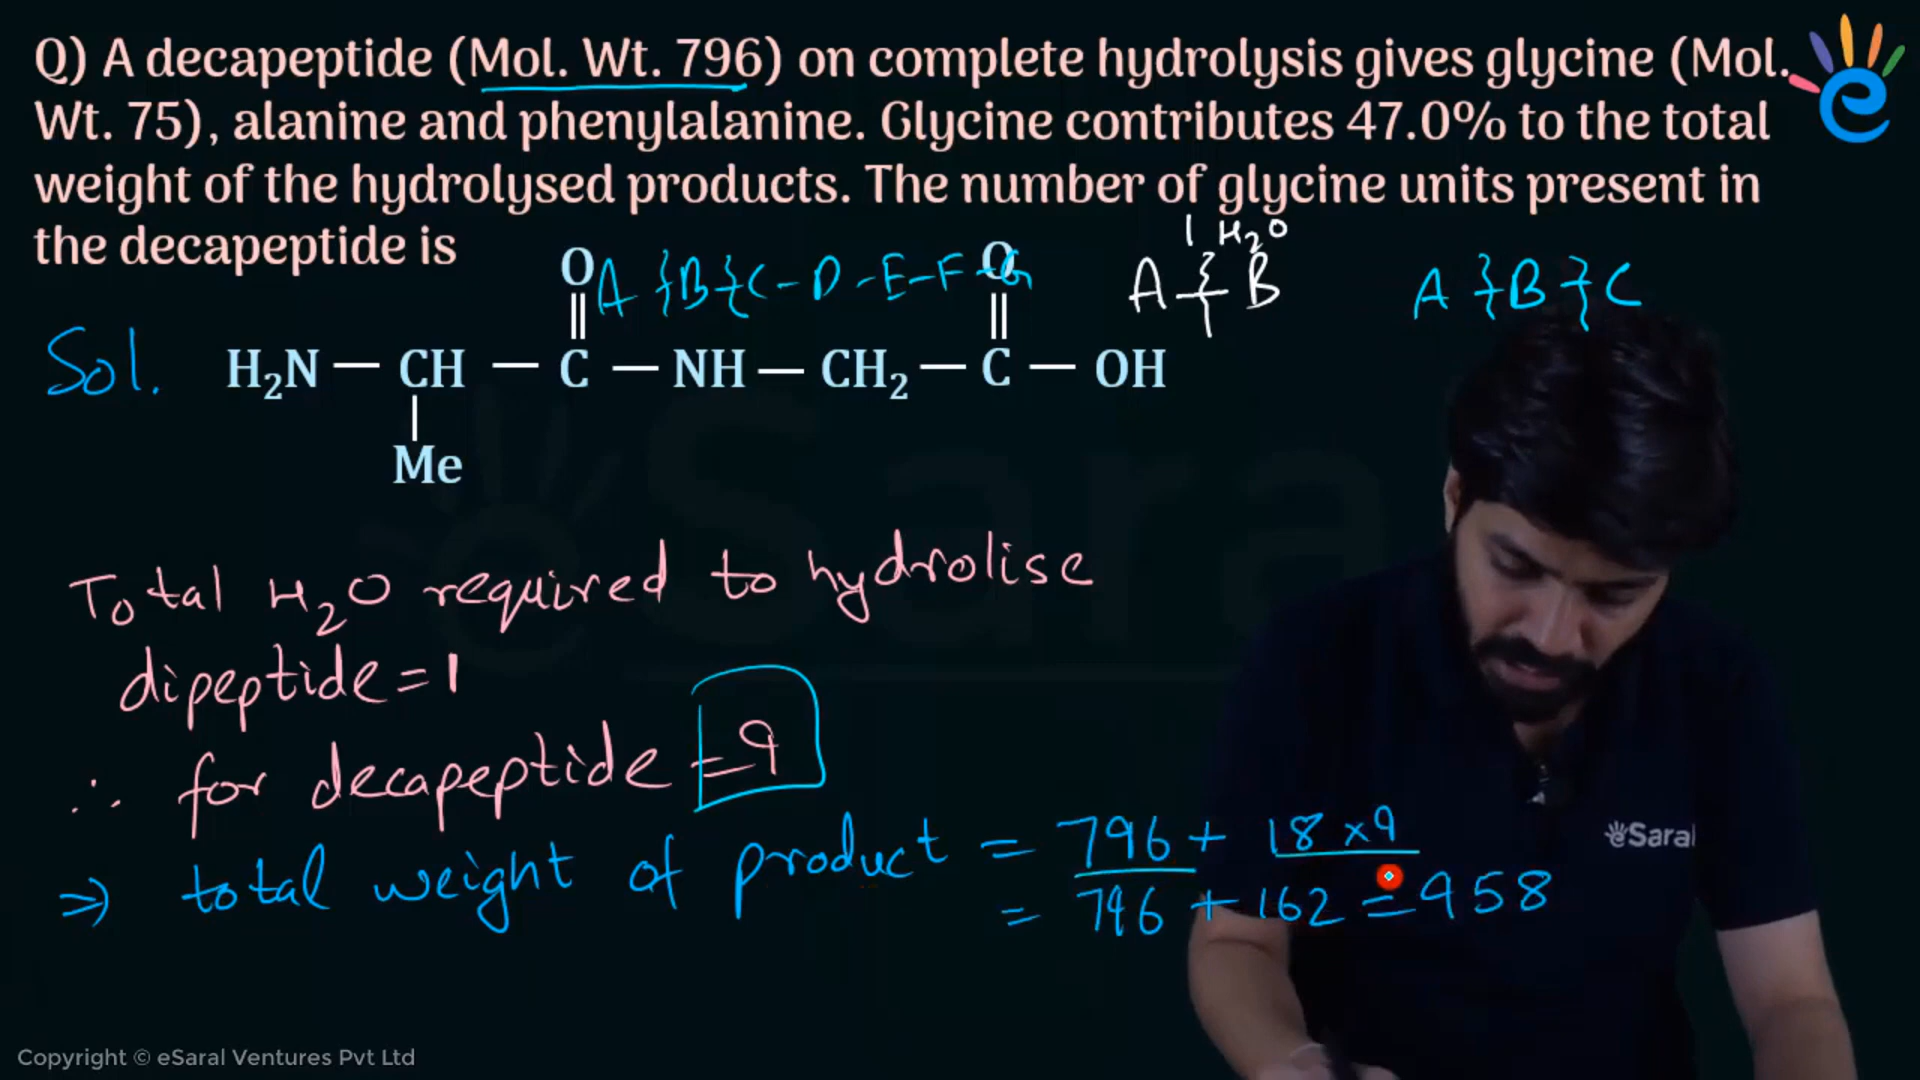 Q) A decapeptide (Mol. Wt. 796) on complete hydrolysis gives glycine (Mol.
Wt. 75), alanine and phenylalanine. Glycine contributes 47.0% to the total
weight of the hydrolysed products. The number of glycine units present in
the decapeptide is
1 H₂O
A } B } C - D - E - F - G
A } B
A } B } C
Sol.
O O
H₂N — CH — C — NH — CH₂ — C — OH
Me
Total H₂O required to hydrolise
dipeptide = 1
∴ for decapeptide = 9
⇒ total weight of product = 796 + 18 × 9
= 796 + 162 = 958
eSaral
Copyright © eSaral Ventures Pvt Ltd